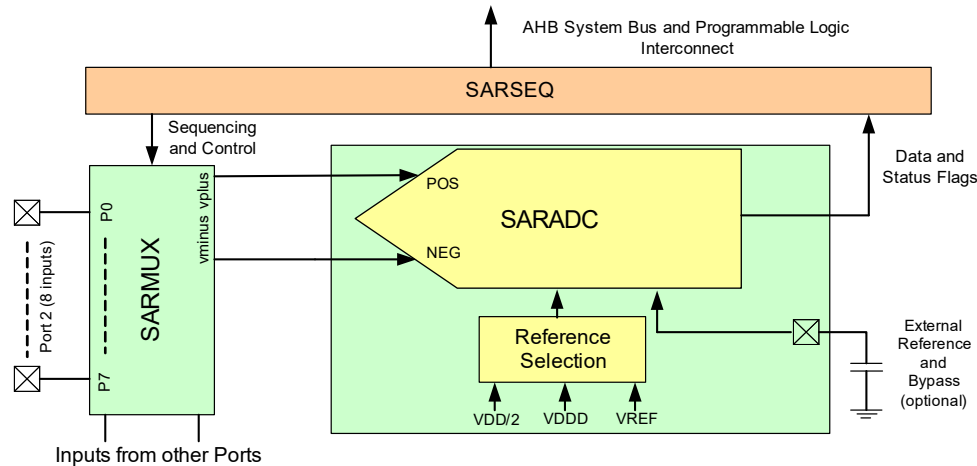 AHB System Bus and Programmable Logic
Interconnect
SARSEQ
Sequencing
and Control
Data and
Status Flags
vminus vplus
POS
NEG
SARADC
P0
P7
SARMUX
Port 2 (8 inputs)
Reference
Selection
VDD/2
VDDD
VREF
External
Reference
and
Bypass
(optional)
Inputs from other Ports